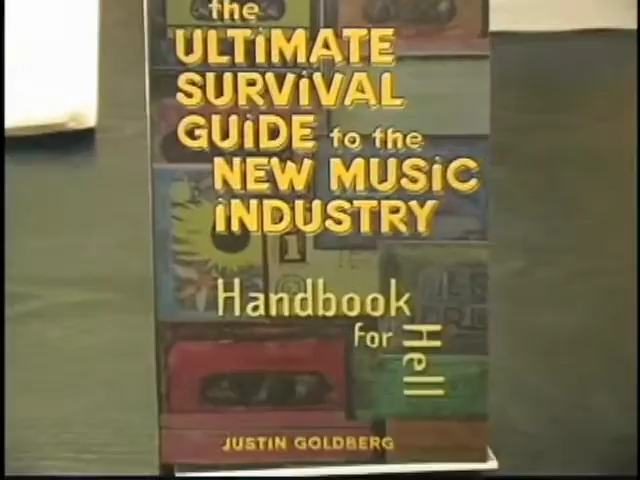 the
ULTiMATE
SURViVAL
GUiDE to the
NEW MUSiC
iNDUSTRY
Handbook
for Hell
JUSTIN GOLDBERG